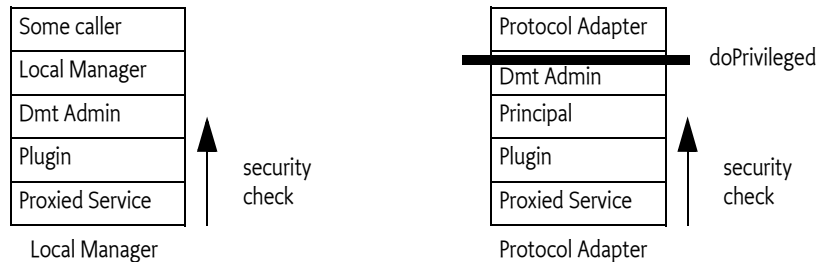 Some caller
Local Manager
Dmt Admin
Plugin
Proxied Service
security
check
Local Manager
Protocol Adapter
doPrivileged
Dmt Admin
Principal
Plugin
Proxied Service
security
check
Protocol Adapter